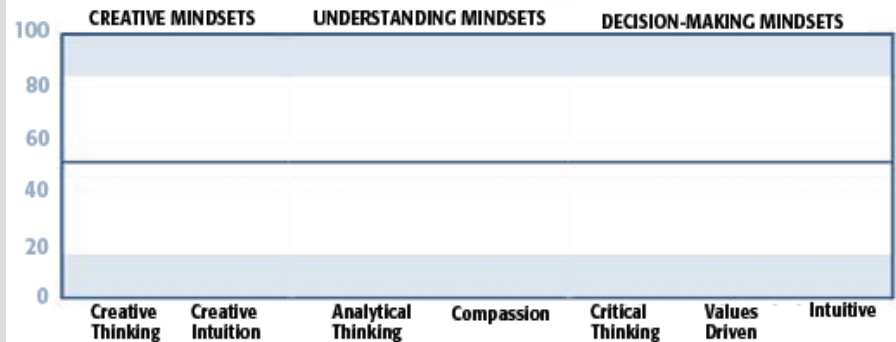 CREATIVE MINDSETS UNDERSTANDING MINDSETS DECISION-MAKING MINDSETS
100
80
60
40
20
0
Creative Creative Analytical Compassion Critical Values Intuitive
Thinking Intuition Thinking Thinking Driven